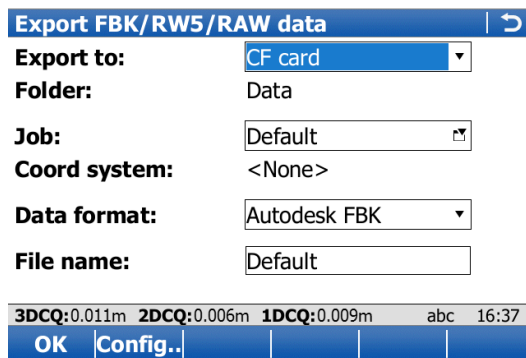 Export FBK/RW5/RAW data
Export to: CF card
Folder: Data
Job: Default
Coord system: <None>
Data format: Autodesk FBK
File name: Default
3DCQ:0.011m 2DCQ:0.006m 1DCQ:0.009m abc 16:37
OK Config..